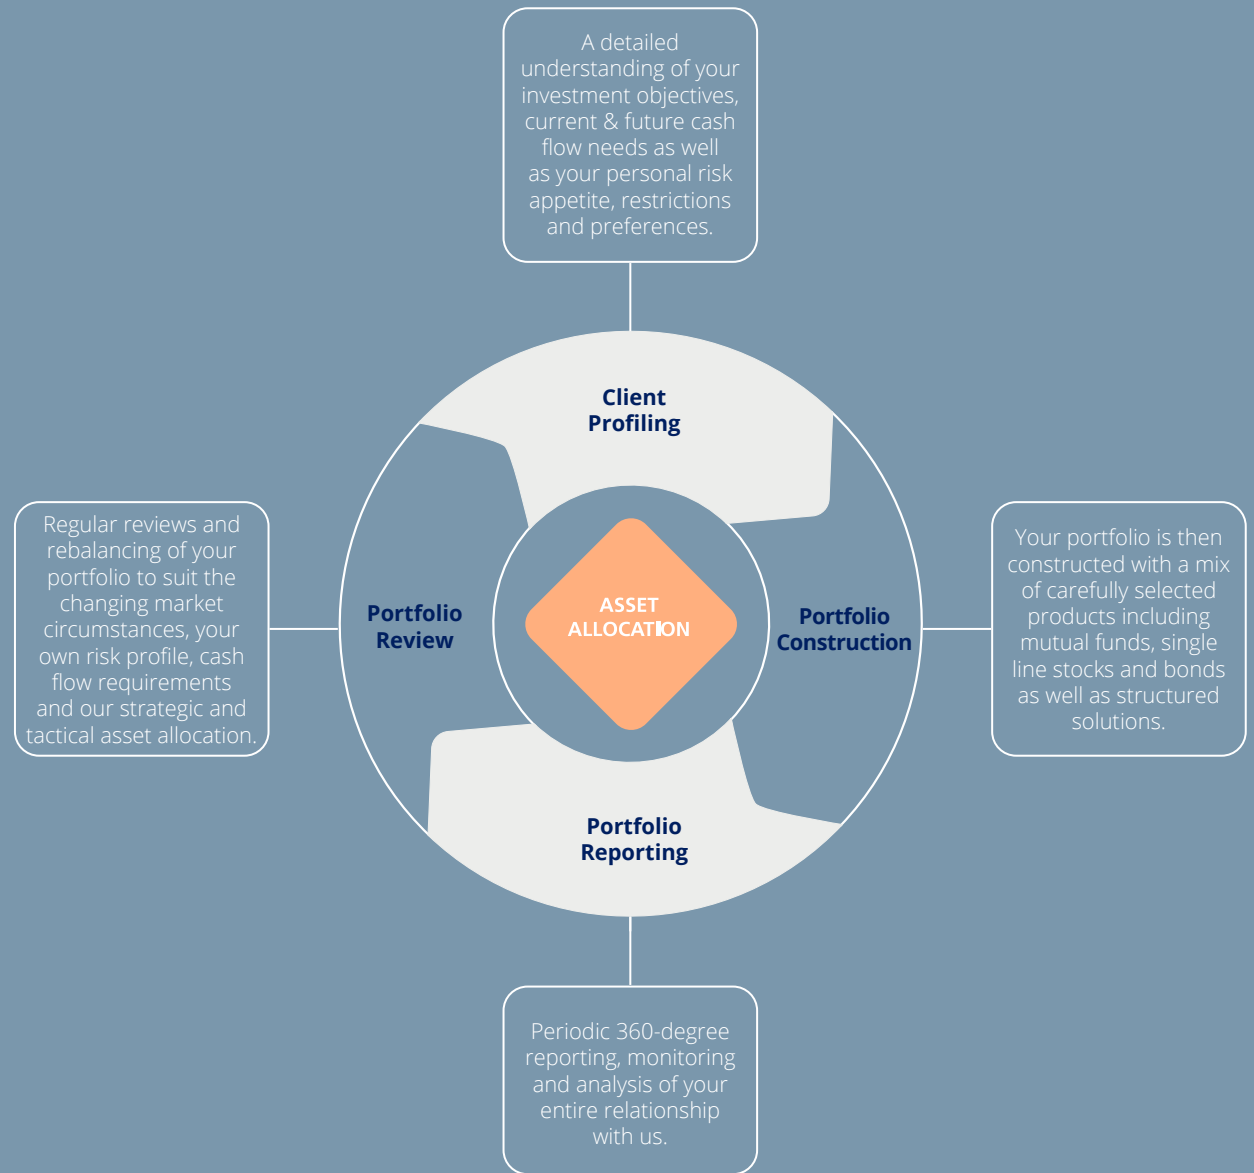 A detailed
understanding of your
investment objectives,
current & future cash
flow needs as well
as your personal risk
appetite, restrictions
and preferences.
Client
Profiling
Regular reviews and
rebalancing of your
portfolio to suit the
changing market
circumstances, your
own risk profile, cash
flow requirements
and our strategic and
tactical asset allocation.
Portfolio
Review
ASSET
ALLOCATION
Portfolio
Construction
Your portfolio is then
constructed with a mix
of carefully selected
products including
mutual funds, single
line stocks and bonds
as well as structured
solutions.
Portfolio
Reporting
Periodic 360-degree
reporting, monitoring
and analysis of your
entire relationship
with us.